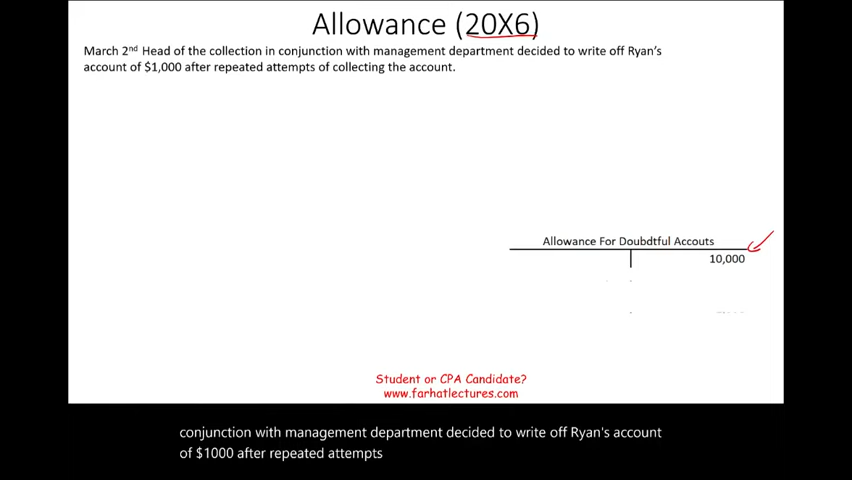 Allowance (20X6)
March 2nd Head of the collection in conjunction with management department decided to write off Ryan's
account of $1,000 after repeated attempts of collecting the account.
Allowance For Doubdtful Accouts
10,000
Student or CPA Candidate?
www.farhatlectures.com
conjunction with management department decided to write off Ryan's account
of $1000 after repeated attempts